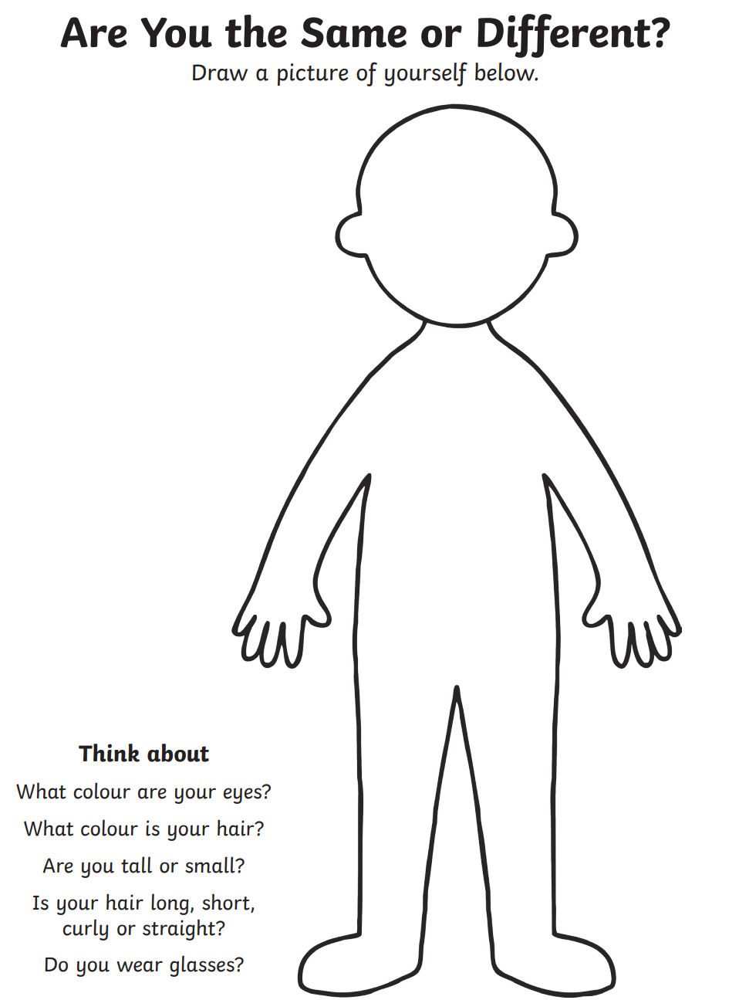 Are You the Same or Different?
Draw a picture of yourself below.
Think about
What colour are your eyes?
What colour is your hair?
Are you tall or small?
Is your hair long, short,
curly or straight?
Do you wear glasses?